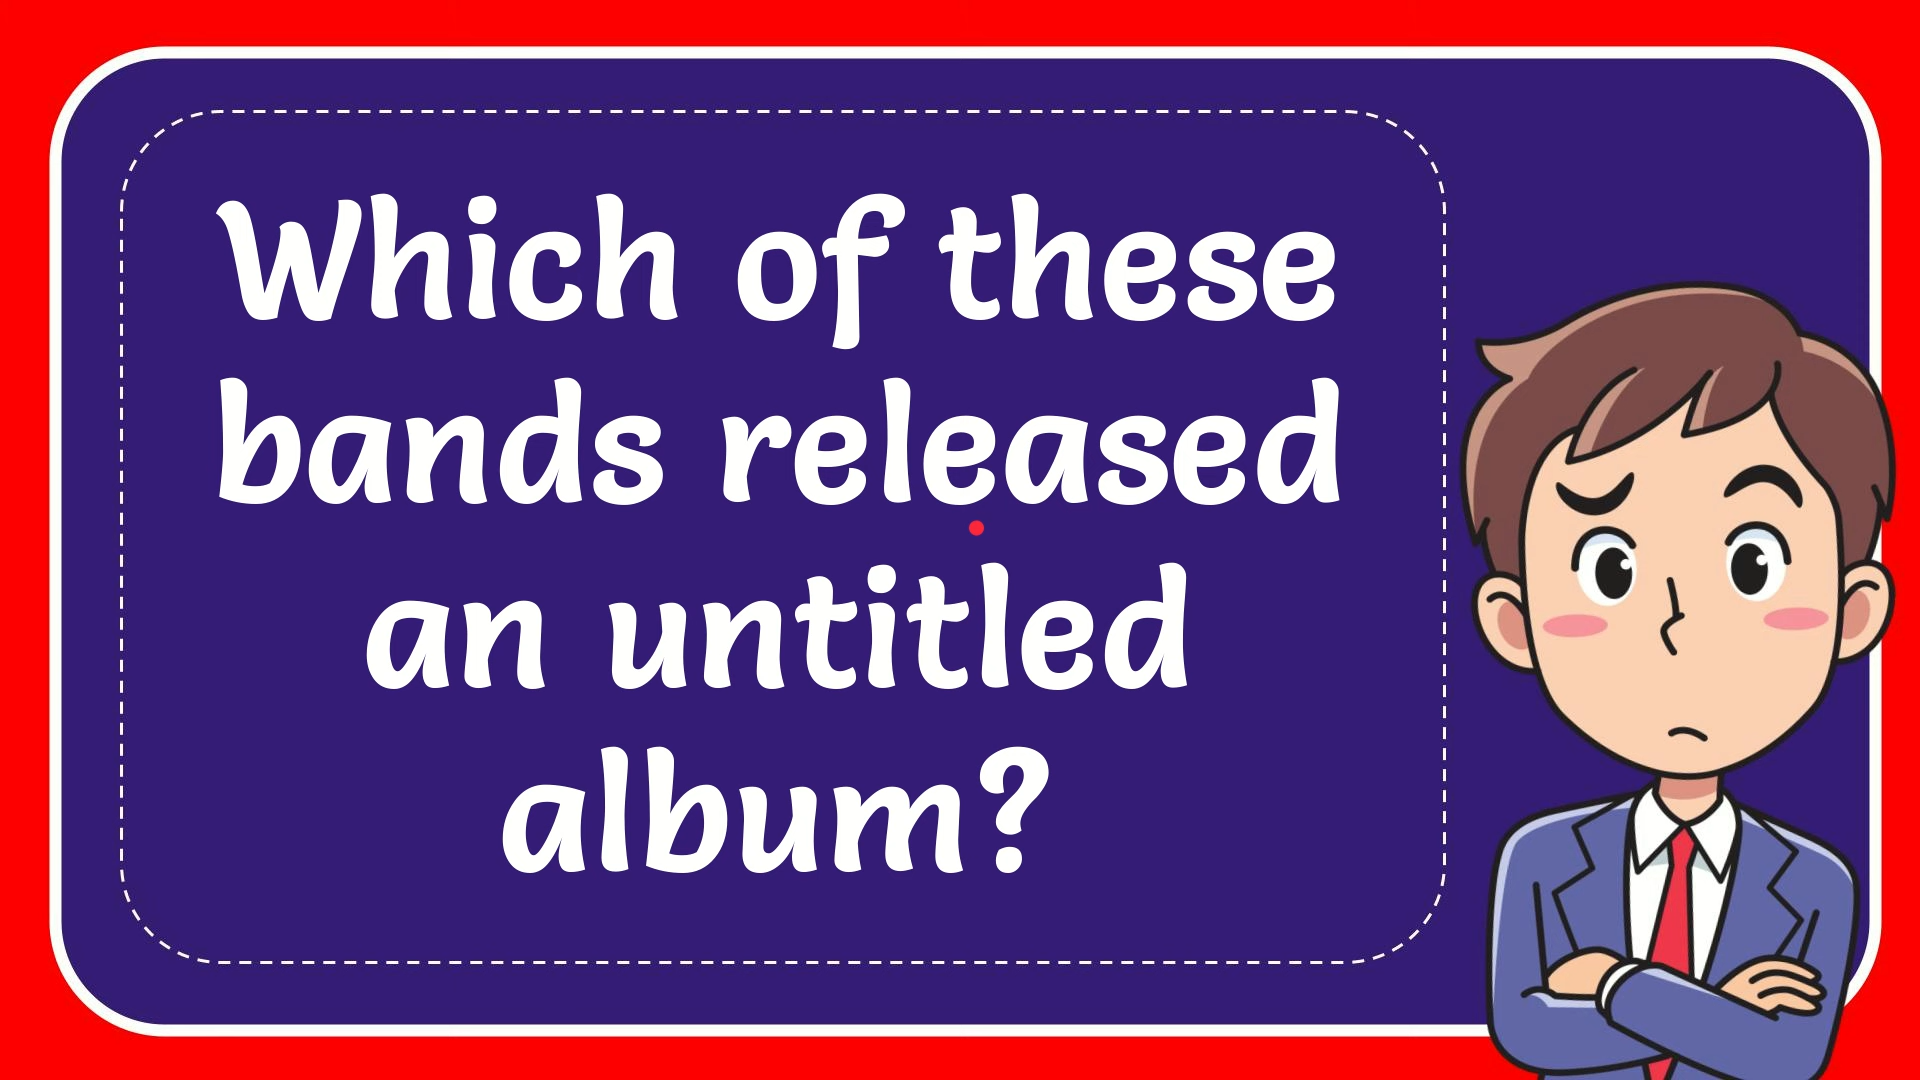 Which of these
bands released
an untitled
album?